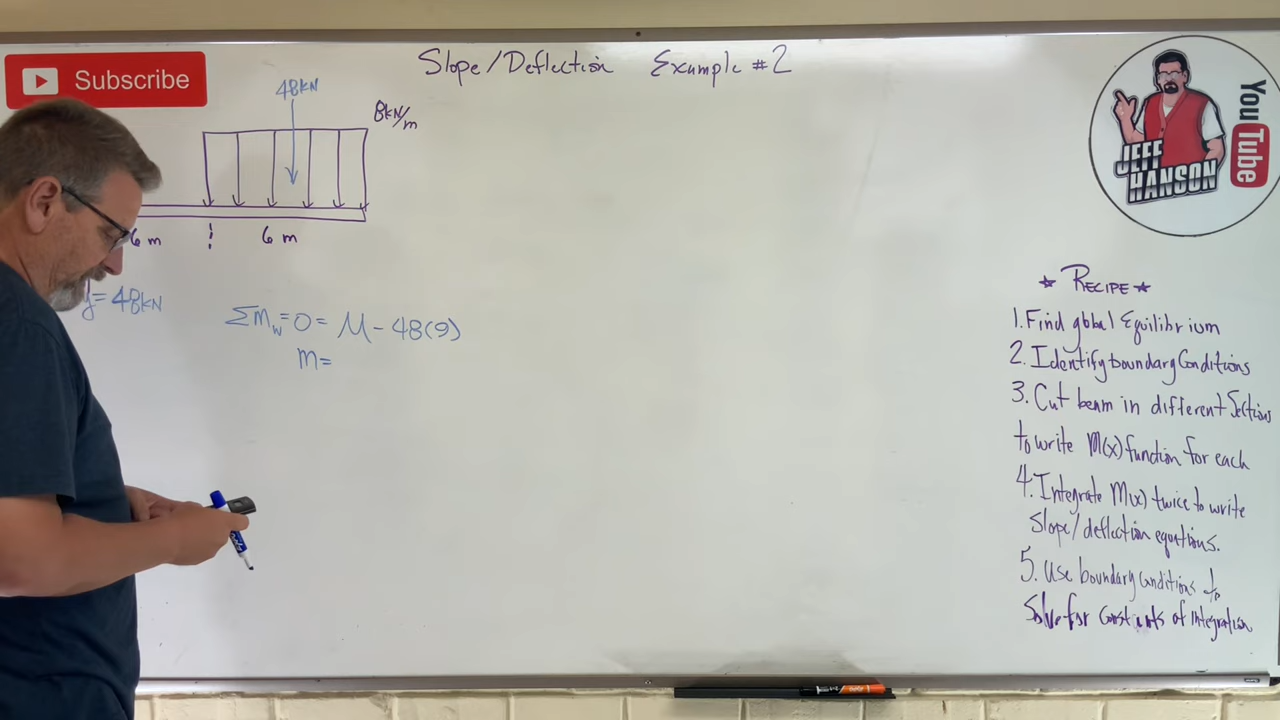 Slope/Deflection Example #2
Subscribe
48KN
8KN/m
6 m
6 m
y=48KN
ΣMw=0=M-48(9)
M=
YouTube
JEFF
HANSON
* RECIPE *
1. Find global Equilibrium
2. Identify boundary Conditions
3. Cut beam in different Sections
to write M(x) function for each
4. Integrate M(x) twice to write
Slope/deflection equations.
5. Use boundary Conditions to
Solve for Constants of Integration